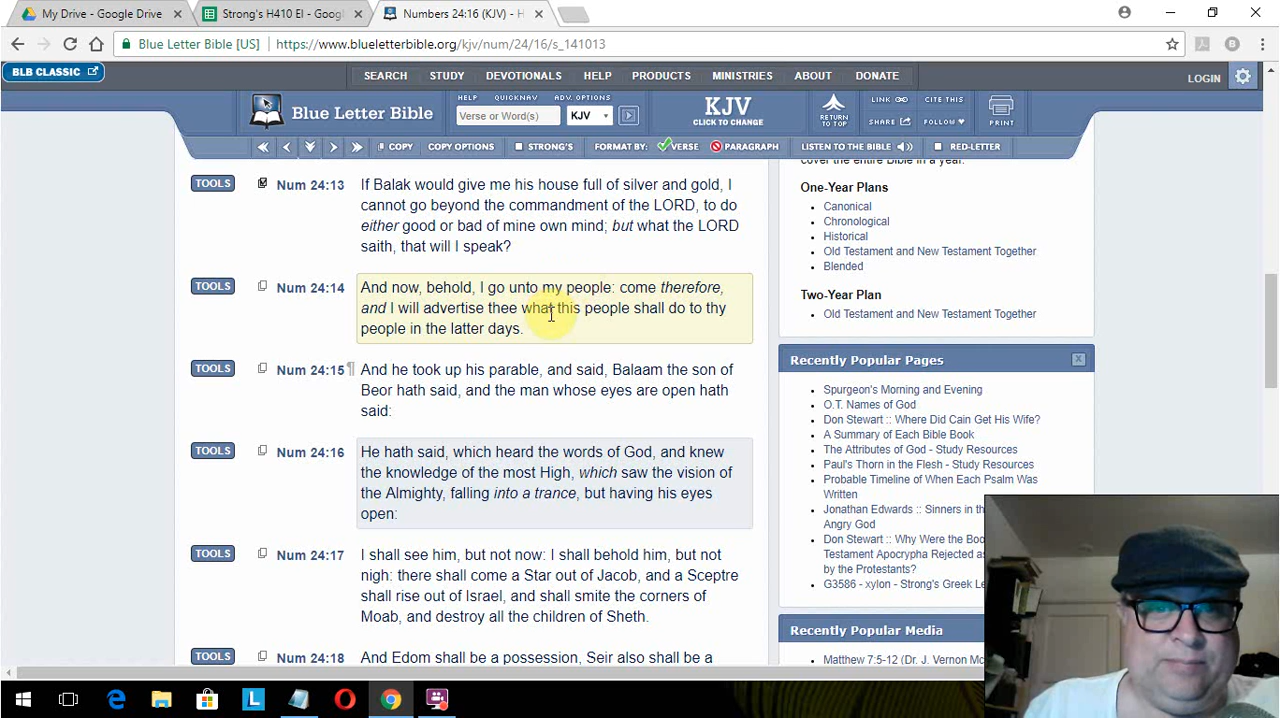 My Drive - Google Drive
Strong's H410 El - Goog
Numbers 24:16 (KJV) - H
Blue Letter Bible [US]
https://www.blueletterbible.org/kjv/num/24/16/s_141013
BLB CLASSIC
SEARCH STUDY DEVOTIONALS HELP PRODUCTS MINISTRIES ABOUT DONATE
LOGIN
Blue Letter Bible
HELP QUICKNAV ADV. OPTIONS
Verse or Word(s) KJV
KJV
CLICK TO CHANGE
RETURN
TO TOP
LINK CITE THIS
SHARE FOLLOW
PRINT
COPY COPY OPTIONS STRONG'S FORMAT BY: VERSE PARAGRAPH LISTEN TO THE BIBLE RED-LETTER
TOOLS Num 24:13 If Balak would give me his house full of silver and gold, I
cannot go beyond the commandment of the LORD, to do
either good or bad of mine own mind; but what the LORD
saith, that will I speak?
TOOLS Num 24:14 And now, behold, I go unto my people: come therefore,
and I will advertise thee what this people shall do to thy
people in the latter days.
TOOLS Num 24:15 ¶ And he took up his parable, and said, Balaam the son of
Beor hath said, and the man whose eyes are open hath
said:
TOOLS Num 24:16 He hath said, which heard the words of God, and knew
the knowledge of the most High, which saw the vision of
the Almighty, falling into a trance, but having his eyes
open:
TOOLS Num 24:17 I shall see him, but not now: I shall behold him, but not
nigh: there shall come a Star out of Jacob, and a Sceptre
shall rise out of Israel, and shall smite the corners of
Moab, and destroy all the children of Sheth.
TOOLS Num 24:18 And Edom shall be a possession, Seir also shall be a
cover the entire Bible in a year.
One-Year Plans
Canonical
Chronological
Historical
Old Testament and New Testament Together
Blended
Two-Year Plan
Old Testament and New Testament Together
Recently Popular Pages
Spurgeon's Morning and Evening
O.T. Names of God
Don Stewart :: Where Did Cain Get His Wife?
A Summary of Each Bible Book
The Attributes of God - Study Resources
Paul's Thorn in the Flesh - Study Resources
Probable Timeline of When Each Psalm Was
Written
Jonathan Edwards :: Sinners in th
Angry God
Don Stewart :: Why Were the Boo
Testament Apocrypha Rejected as
by the Protestants?
G3586 - xylon - Strong's Greek Le
Recently Popular Media
Matthew 7:5-12 (Dr. J. Vernon Mc